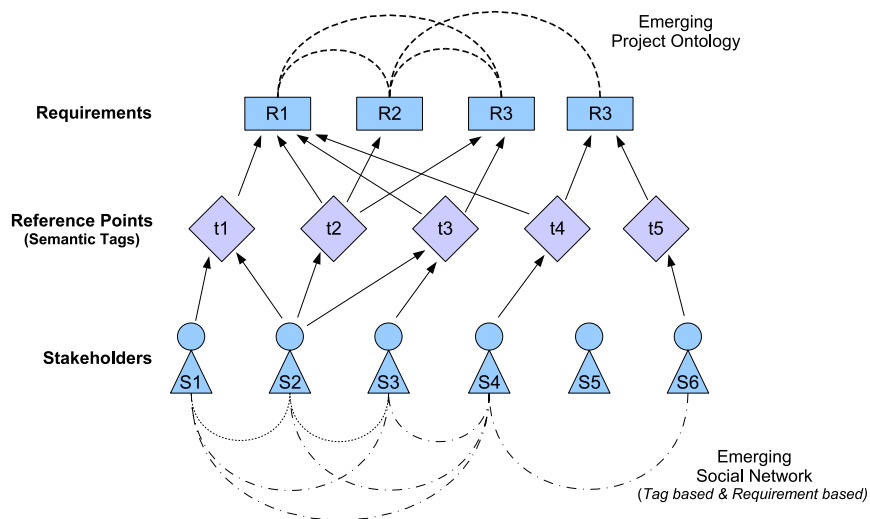 Emerging
Project Ontology
Requirements
R1 R2 R3 R3
Reference Points
(Semantic Tags)
t1 t2 t3 t4 t5
Stakeholders
S1 S2 S3 S4 S5 S6
Emerging
Social Network
(Tag based & Requirement based)